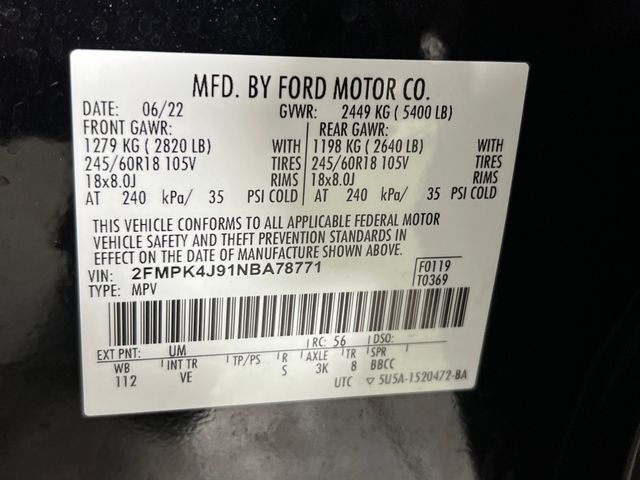 MFD. BY FORD MOTOR CO.
DATE: 06/22 GVWR: 2449 KG ( 5400 LB)
FRONT GAWR: REAR GAWR:
1279 KG ( 2820 LB) WITH 1198 KG ( 2640 LB) WITH
245/60R18 105V TIRES 245/60R18 105V TIRES
18x8.0J RIMS 18x8.0J RIMS
AT 240 kPa/ 35 PSI COLD AT 240 kPa/ 35 PSI COLD
THIS VEHICLE CONFORMS TO ALL APPLICABLE FEDERAL MOTOR
VEHICLE SAFETY AND THEFT PREVENTION STANDARDS IN
EFFECT ON THE DATE OF MANUFACTURE SHOWN ABOVE.
VIN: 2FMPK4J91NBA78771 F0119
TYPE: MPV T0369
EXT PNT: UM RC: 56 DSO:
WB INT TR TP/PS R AXLE TR SPR
112 VE S 3K 8 BBCC
UTC ▽ 5U5A-1520472-BA